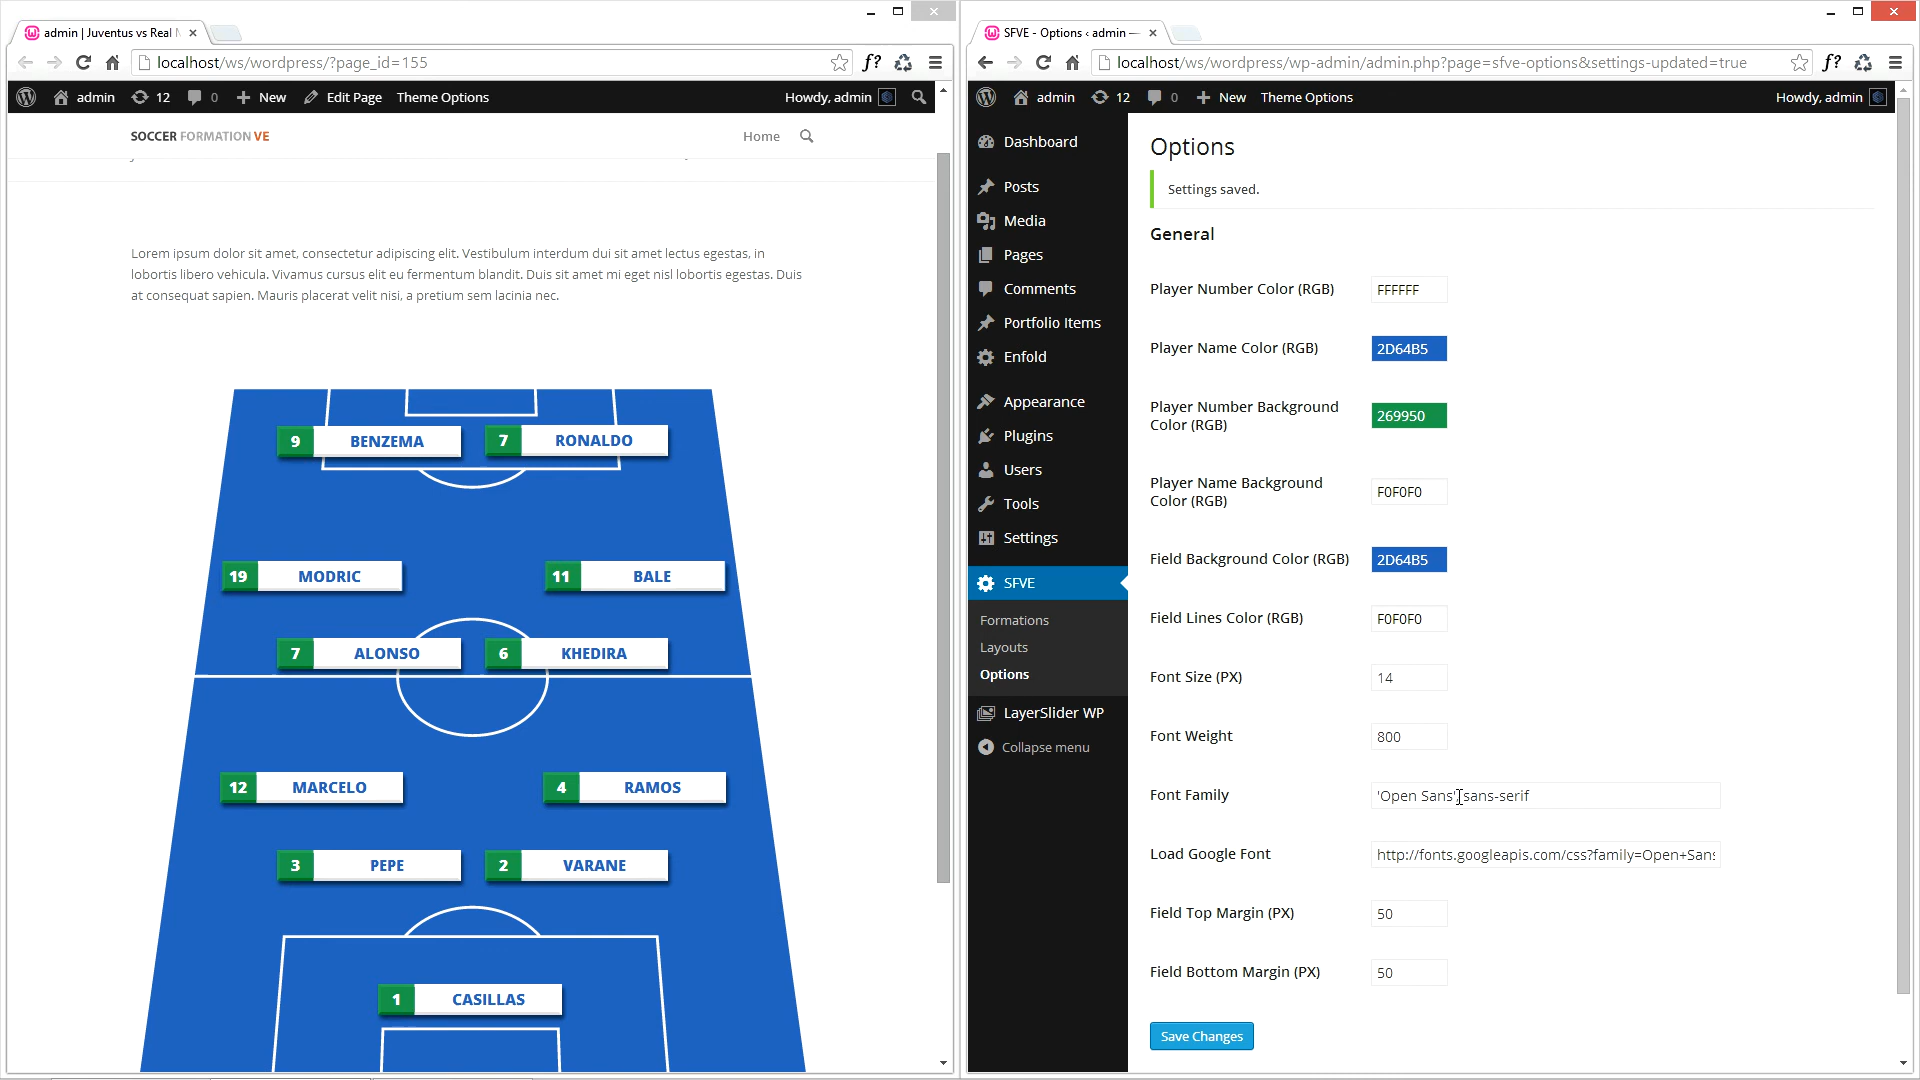 admin | Juventus vs Real M
localhost/ws/wordpress/?page_id=155
f?
admin
12
0
New
Edit Page
Theme Options
Howdy, admin
SOCCER FORMATION VE
Home
Lorem ipsum dolor sit amet, consectetur adipiscing elit. Vestibulum interdum dui sit amet lectus egestas, in
lobortis libero vehicula. Vivamus cursus elit eu fermentum blandit. Duis sit amet mi eget nisl lobortis egestas. Duis
at consequat sapien. Mauris placerat velit nisi, a pretium sem lacinia nec.
9 BENZEMA
7 RONALDO
19 MODRIC
11 BALE
7 ALONSO
6 KHEDIRA
12 MARCELO
4 RAMOS
3 PEPE
2 VARANE
1 CASILLAS
SFVE - Options ‹ admin —
localhost/ws/wordpress/wp-admin/admin.php?page=sfve-options&settings-updated=true
f?
admin
12
0
New
Theme Options
Howdy, admin
Dashboard
Posts
Media
Pages
Comments
Portfolio Items
Enfold
Appearance
Plugins
Users
Tools
Settings
SFVE
Formations
Layouts
Options
LayerSlider WP
Collapse menu
Options
Settings saved.
General
Player Number Color (RGB)
FFFFFF
Player Name Color (RGB)
2D64B5
Player Number Background
Color (RGB)
269950
Player Name Background
Color (RGB)
F0F0F0
Field Background Color (RGB)
2D64B5
Field Lines Color (RGB)
F0F0F0
Font Size (PX)
14
Font Weight
800
Font Family
'Open Sans', sans-serif
Load Google Font
http://fonts.googleapis.com/css?family=Open+Sans
Field Top Margin (PX)
50
Field Bottom Margin (PX)
50
Save Changes